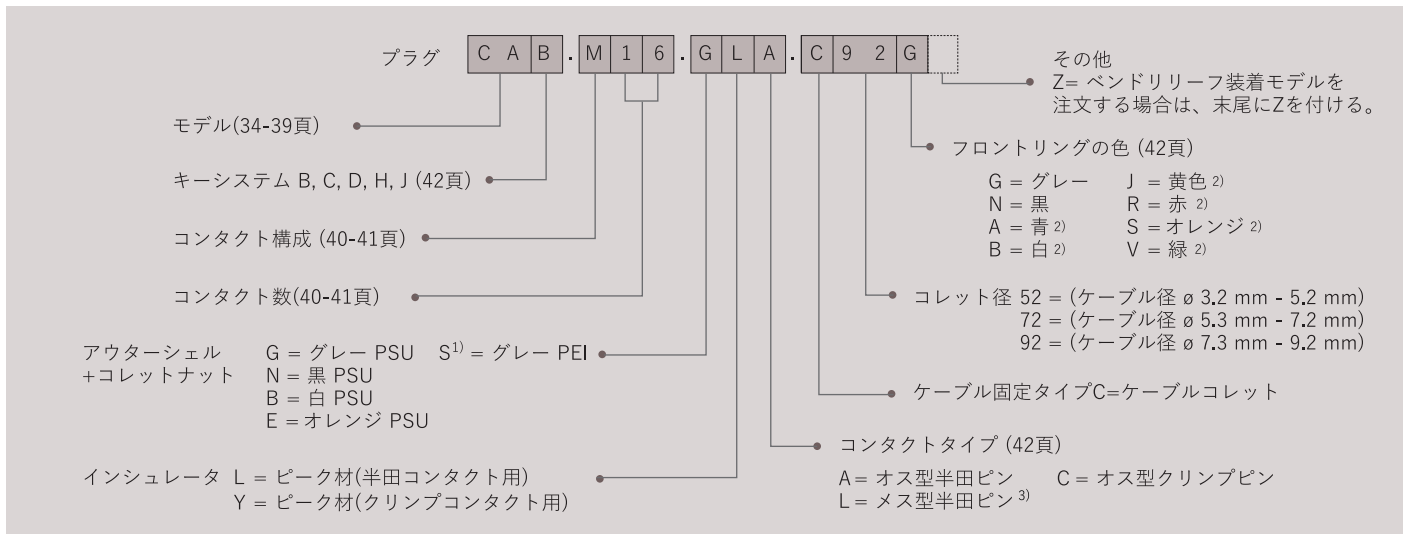 プラグ CAB.M16.GLA.C92G
その他
Z= ベンドリリーフ装着モデルを
注文する場合は、末尾にZを付ける。
モデル(34-39頁)
フロントリングの色 (42頁)
G = グレー J = 黄色 2)
N = 黒 R = 赤 2)
A = 青 2) S = オレンジ 2)
B = 白 2) V = 緑 2)
キーシステム B, C, D, H, J (42頁)
コンタクト構成 (40-41頁)
コンタクト数(40-41頁)
コレット径 52 = (ケーブル径 ø 3.2 mm - 5.2 mm)
72 = (ケーブル径 ø 5.3 mm - 7.2 mm)
92 = (ケーブル径 ø 7.3 mm - 9.2 mm)
アウターシェル G = グレー PSU S1) = グレー PEI
+コレットナット N = 黒 PSU
B = 白 PSU
E = オレンジ PSU
ケーブル固定タイプC=ケーブルコレット
コンタクトタイプ (42頁)
A = オス型半田ピン C = オス型クリンプピン
L = メス型半田ピン 3)
インシュレータ L = ピーク材(半田コンタクト用)
Y = ピーク材(クリンプコンタクト用)